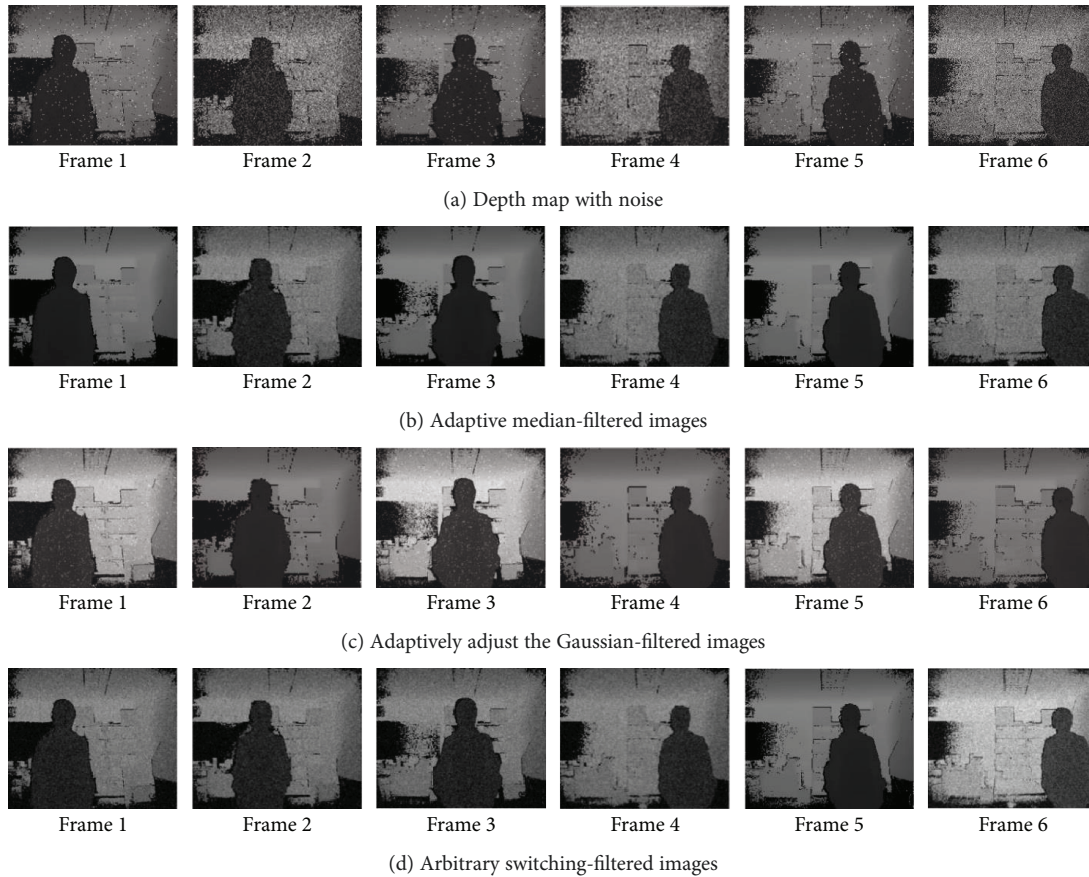 Frame 1 Frame 2 Frame 3 Frame 4 Frame 5 Frame 6
(a) Depth map with noise
Frame 1 Frame 2 Frame 3 Frame 4 Frame 5 Frame 6
(b) Adaptive median-filtered images
Frame 1 Frame 2 Frame 3 Frame 4 Frame 5 Frame 6
(c) Adaptively adjust the Gaussian-filtered images
Frame 1 Frame 2 Frame 3 Frame 4 Frame 5 Frame 6
(d) Arbitrary switching-filtered images